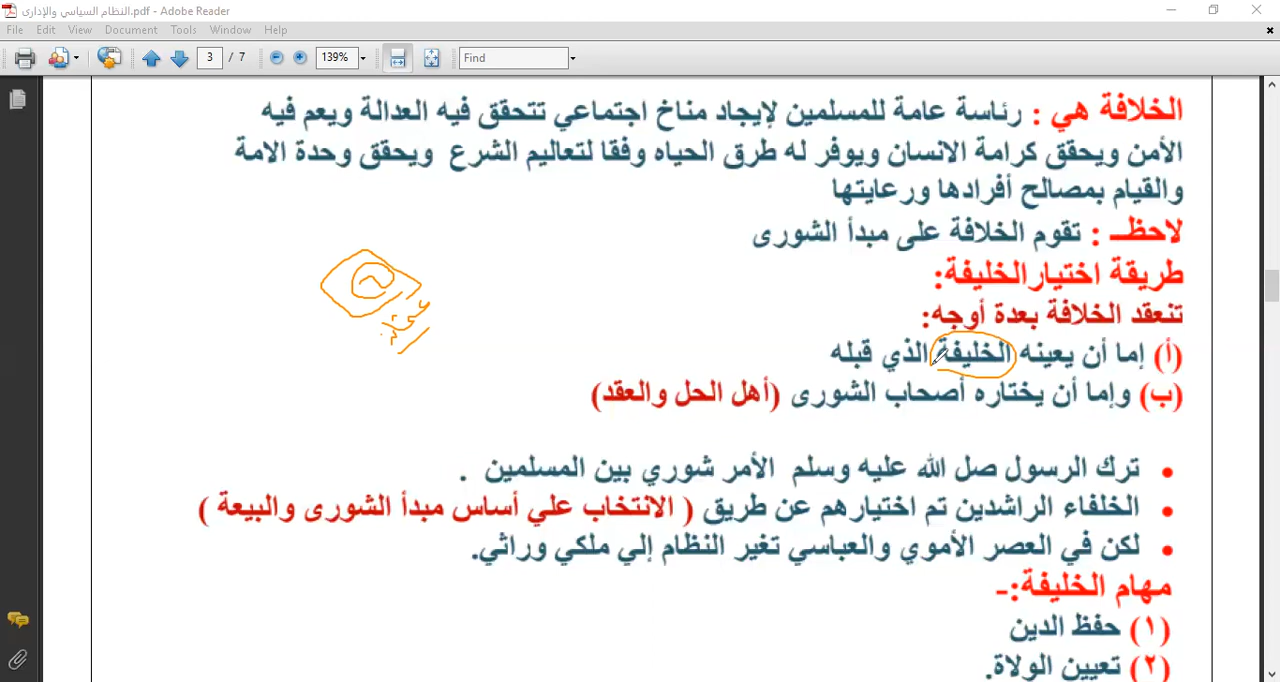 النظام السياسي والإدارى.pdf - Adobe Reader
File Edit View Document Tools Window Help
3 / 7 139% Find
الخلافة هي : رئاسة عامة للمسلمين لإيجاد مناخ اجتماعي تتحقق فيه العدالة ويعم فيه
الأمن ويحقق كرامة الانسان ويوفر له طرق الحياه وفقا لتعاليم الشرع ويحقق وحدة الامة
والقيام بمصالح أفرادها ورعايتها
لاحظـ : تقوم الخلافة على مبدأ الشورى
طريقة اختيار الخليفة:
تنعقد الخلافة بعدة أوجه:
(أ) إما أن يعينه الخليفة الذي قبله
(ب) وإما أن يختاره أصحاب الشورى (أهل الحل والعقد)
• ترك الرسول صل الله عليه وسلم الأمر شوري بين المسلمين .
• الخلفاء الراشدين تم اختيارهم عن طريق ( الانتخاب علي أساس مبدأ الشورى والبيعة )
• لكن في العصر الأموي والعباسي تغير النظام إلي ملكي وراثي.
مهام الخليفة:-
(١) حفظ الدين
(٢) تعيين الولاة.